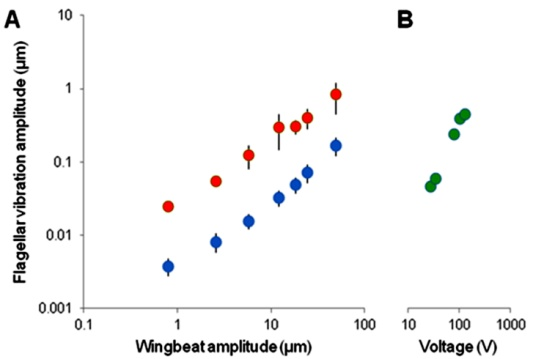 A
B
Flagellar vibration amplitude (µm)
10
1
0.1
0.01
0.001
0.1
1
10
100
Wingbeat amplitude (µm)
10
100
1000
Voltage (V)